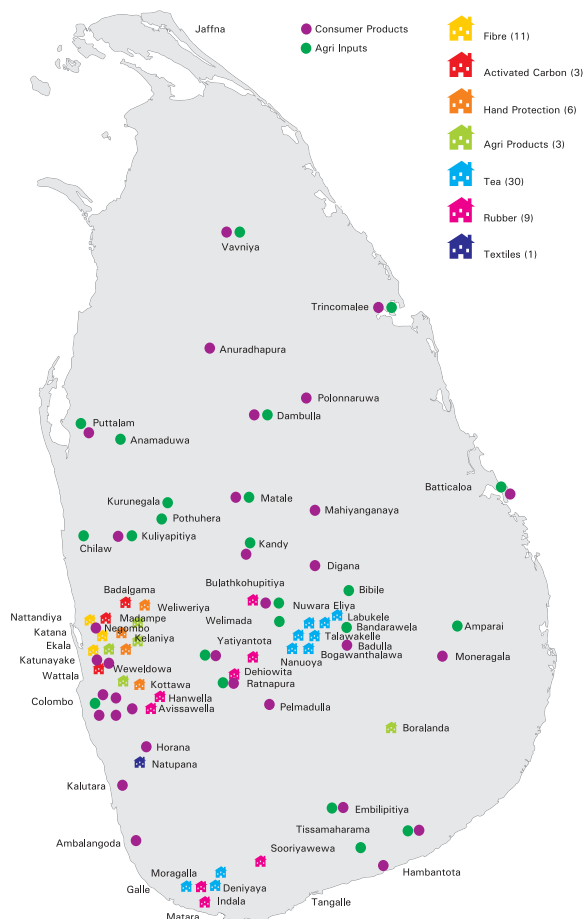 Jaffna
Consumer Products
Agri Inputs
Fibre (11)
Activated Carbon (3)
Hand Protection (6)
Agri Products (3)
Tea (30)
Rubber (9)
Textiles (1)
Vavniya
Trincomalee
Anuradhapura
Polonnaruwa
Dambulla
Puttalam
Anamaduwa
Batticaloa
Kurunegala
Matale
Mahiyanganaya
Pothuhera
Chilaw
Kuliyapitiya
Kandy
Digana
Bulathkohupitiya
Bibile
Badalgama
Weliweriya
Nuwara Eliya
Nattandiya
Madampe
Welimada
Labukele
Negombo
Bandarawela
Amparai
Katana
Kelaniya
Talawakelle
Ekala
Yatiyantota
Badulla
Bogawanthalawa
Katunayake
Nanuoya
Moneragala
Weweldowa
Wattala
Dehiowita
Kottawa
Ratnapura
Hanwella
Colombo
Avissawella
Pelmadulla
Boralanda
Horana
Natupana
Kalutara
Embilipitiya
Tissamaharama
Ambalangoda
Sooriyawewa
Moragalla
Hambantota
Galle
Deniyaya
Indala
Tangalle
Matara